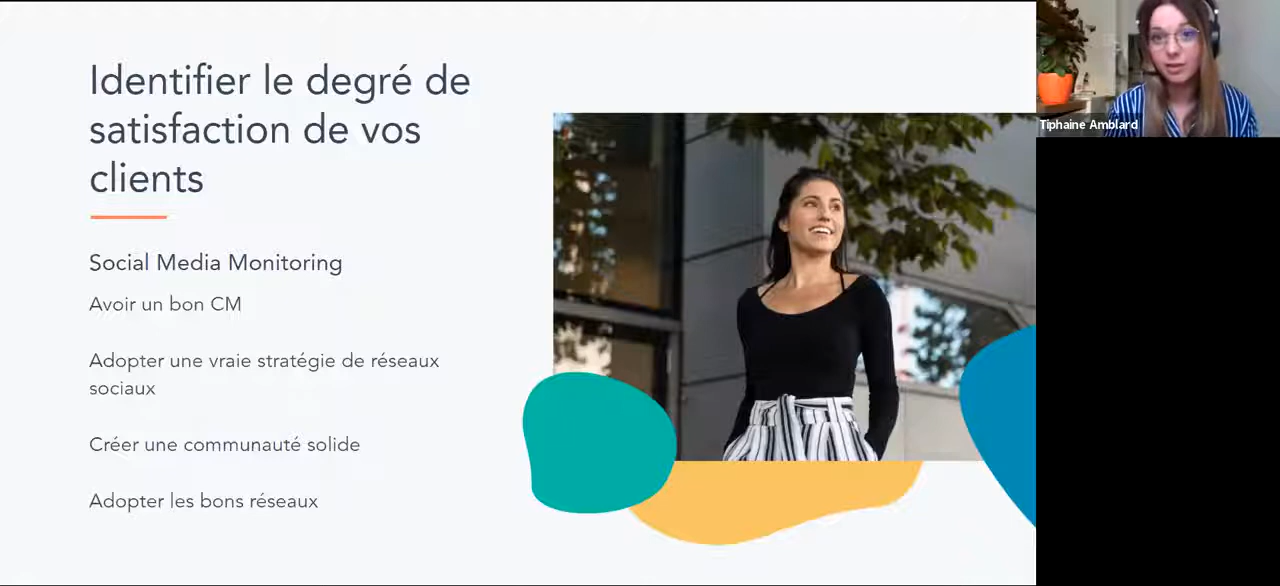 Identifier le degré de
satisfaction de vos
clients
Social Media Monitoring
Avoir un bon CM
Adopter une vraie stratégie de réseaux
sociaux
Créer une communauté solide
Adopter les bons réseaux
Tiphaine Amblard